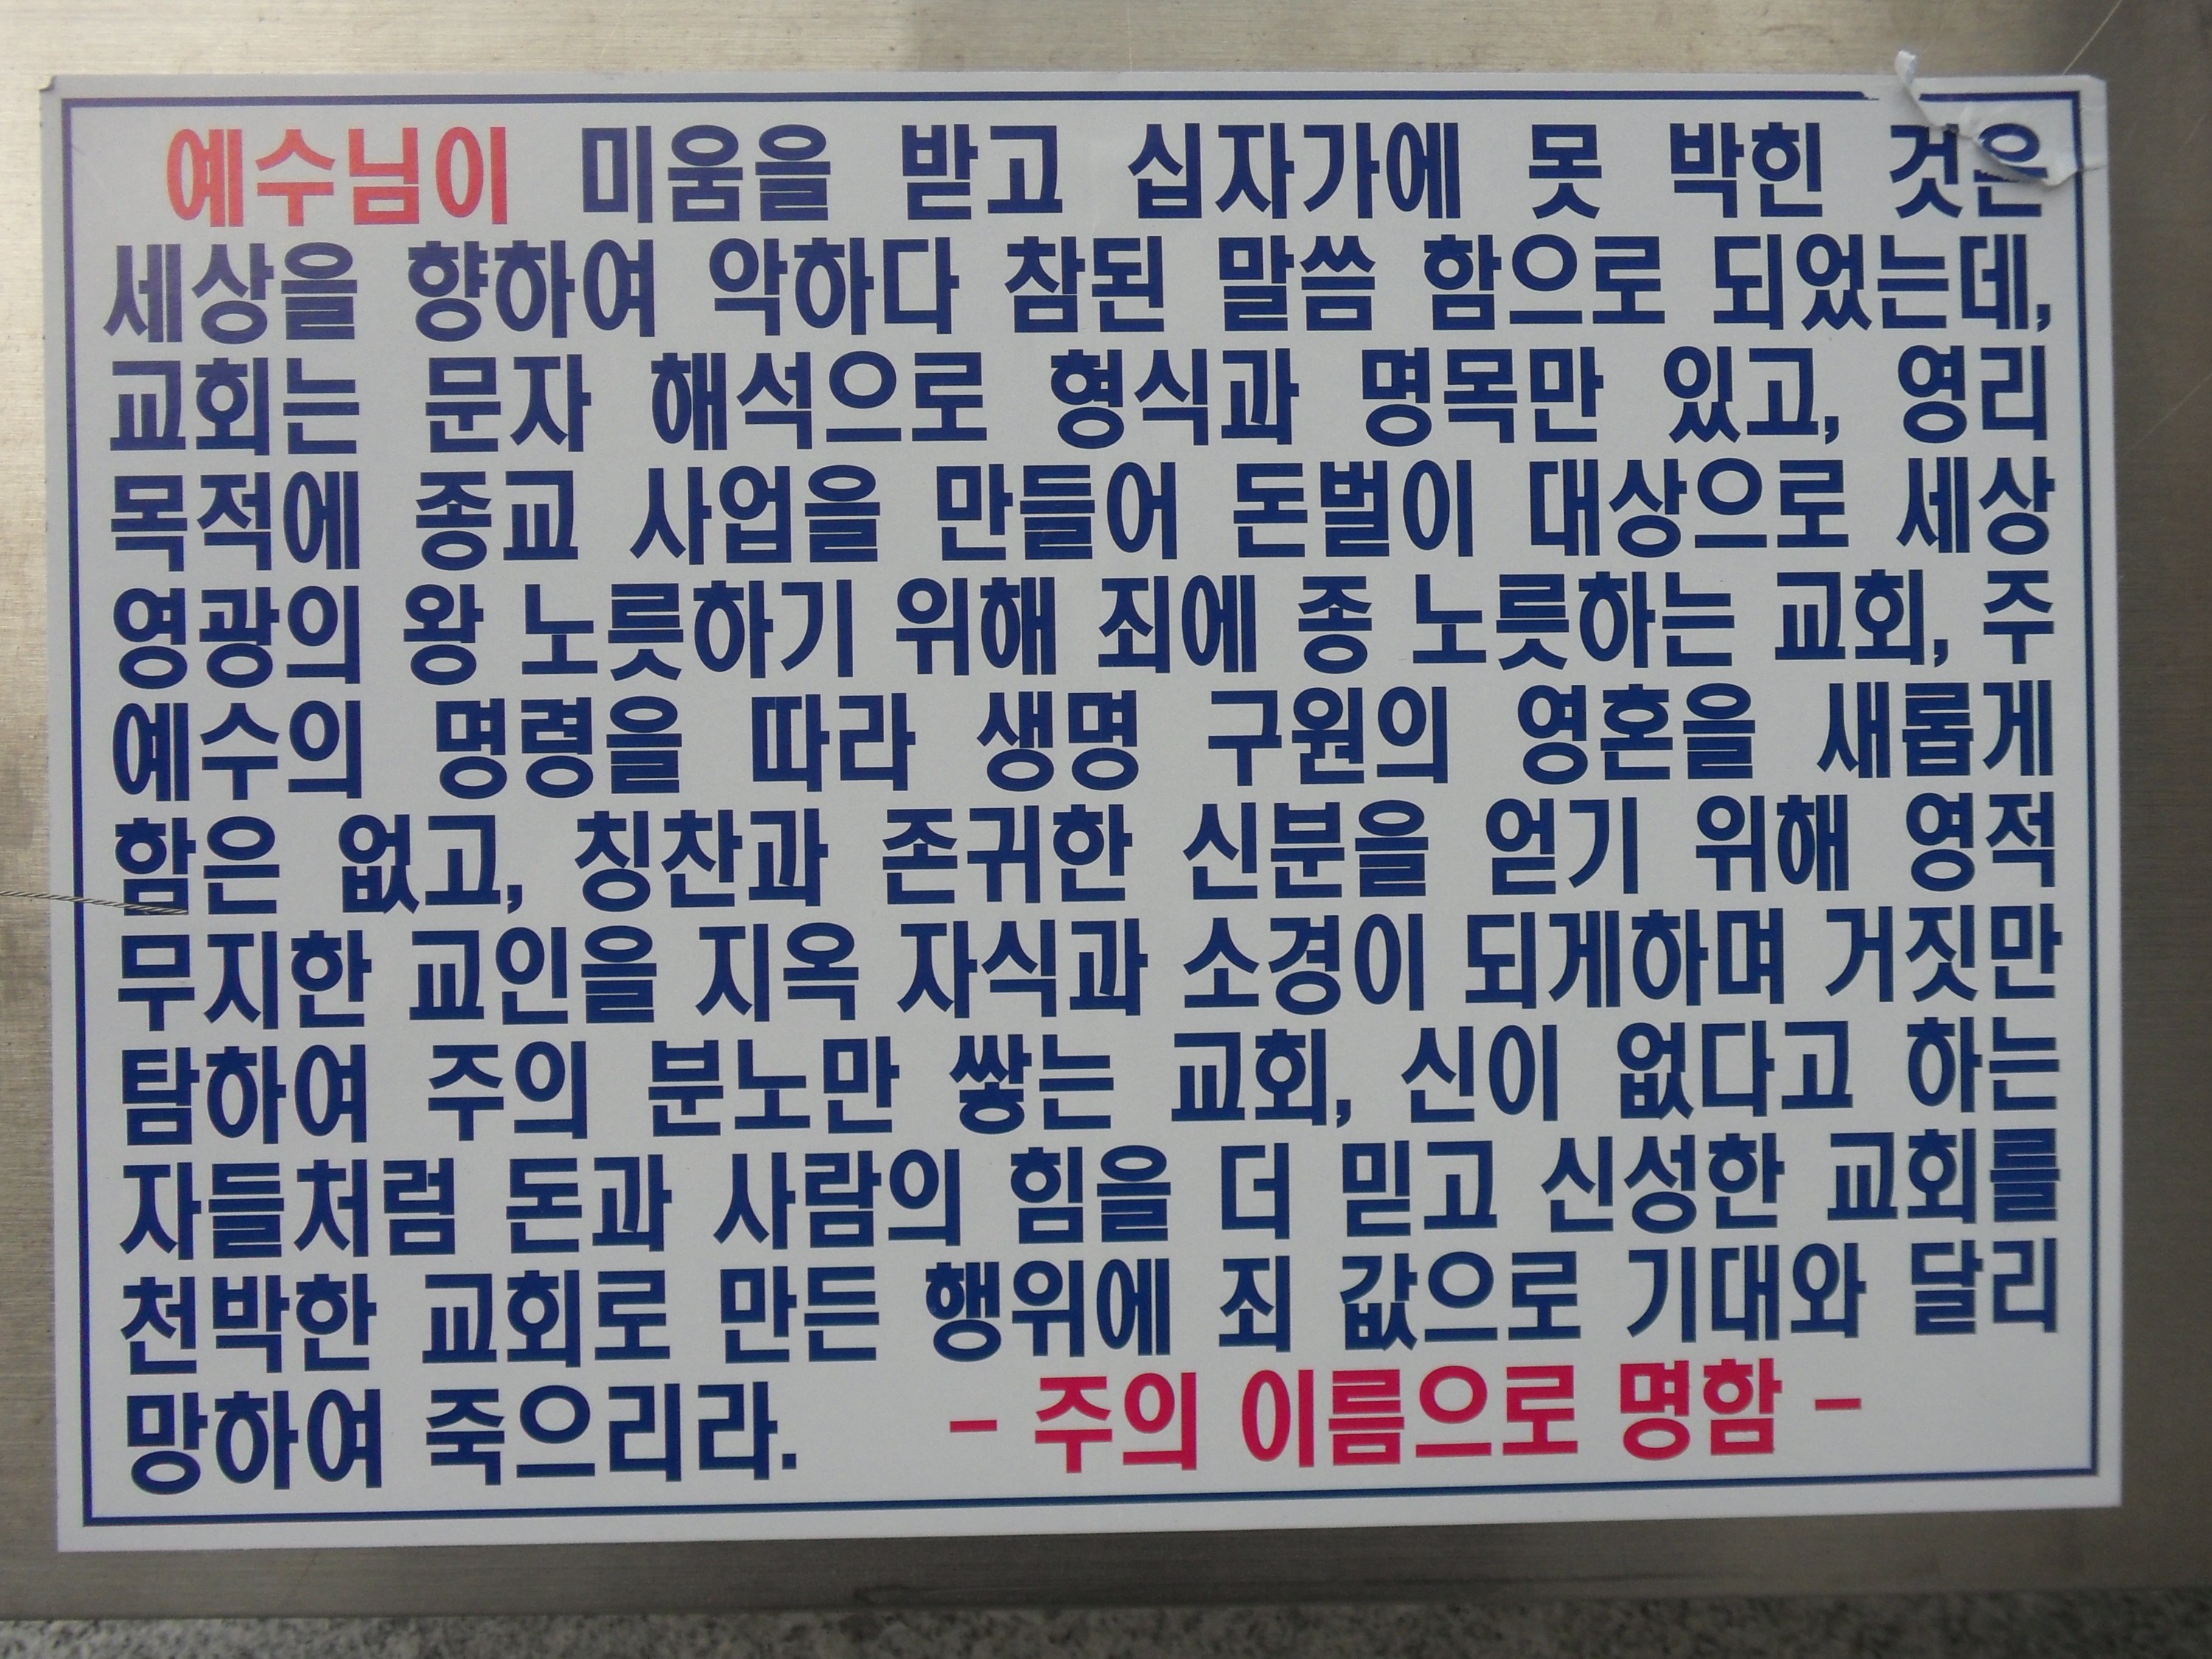 예수님이 미움을 받고 십자가에 못 박힌 것은
세상을 향하여 악하다 참된 말씀 함으로 되었는데,
교회는 문자 해석으로 형식과 명목만 있고, 영리
목적에 종교 사업을 만들어 돈벌이 대상으로 세상
영광의 왕 노릇하기 위해 죄에 종 노릇하는 교회, 주
예수의 명령을 따라 생명 구원의 영혼을 새롭게
함은 없고, 칭찬과 존귀한 신분을 얻기 위해 영적
무지한 교인을 지옥 자식과 소경이 되게하며 거짓만
탐하여 주의 분노만 쌓는 교회, 신이 없다고 하는
자들처럼 돈과 사람의 힘을 더 믿고 신성한 교회를
천박한 교회로 만든 행위에 죄 값으로 기대와 달리
망하여 죽으리라. - 주의 이름으로 명함 -